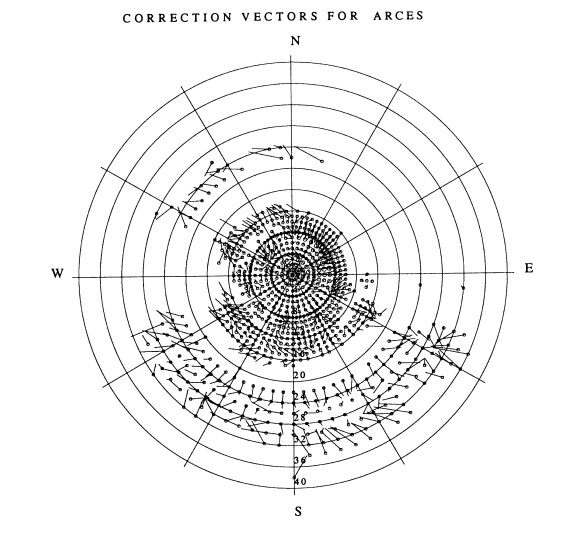 CORRECTION VECTORS FOR ARCES
N
W
E
20
24
28
32
36
40
S